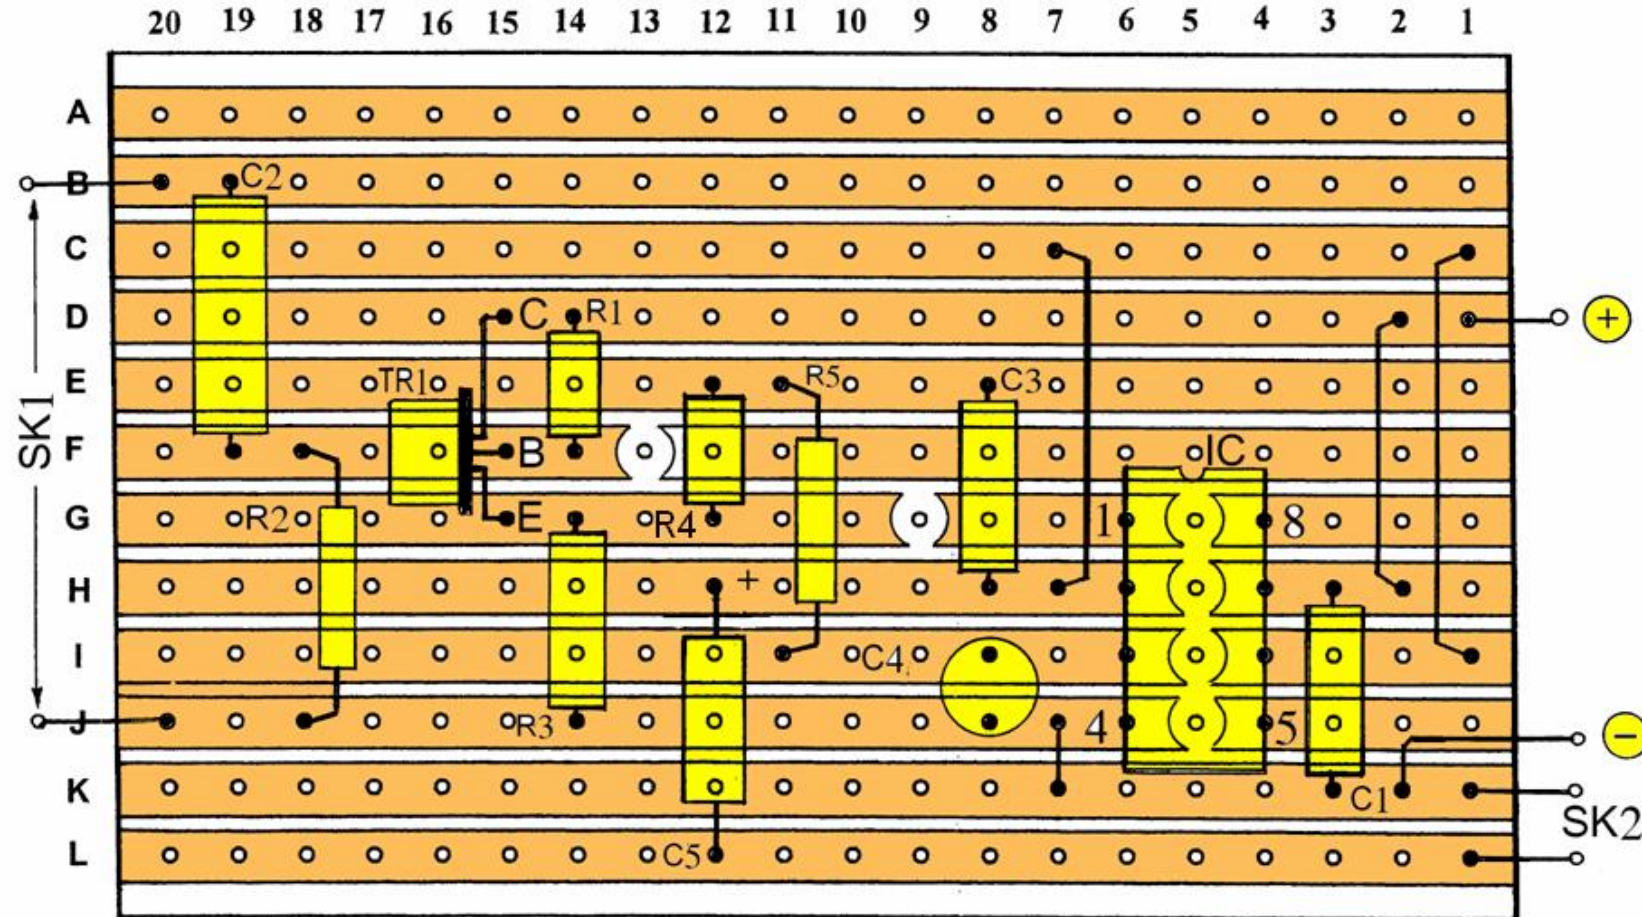 20 19 18 17 16 15 14 13 12 11 10 9 8 7 6 5 4 3 2 1
A
B C2
C
D C R1 +
E TR1 R5 C3
SK1
F B IC
G R2 E R4 1 8
H +
I C4
J R3 4 5 −
K C1
SK2
L C5